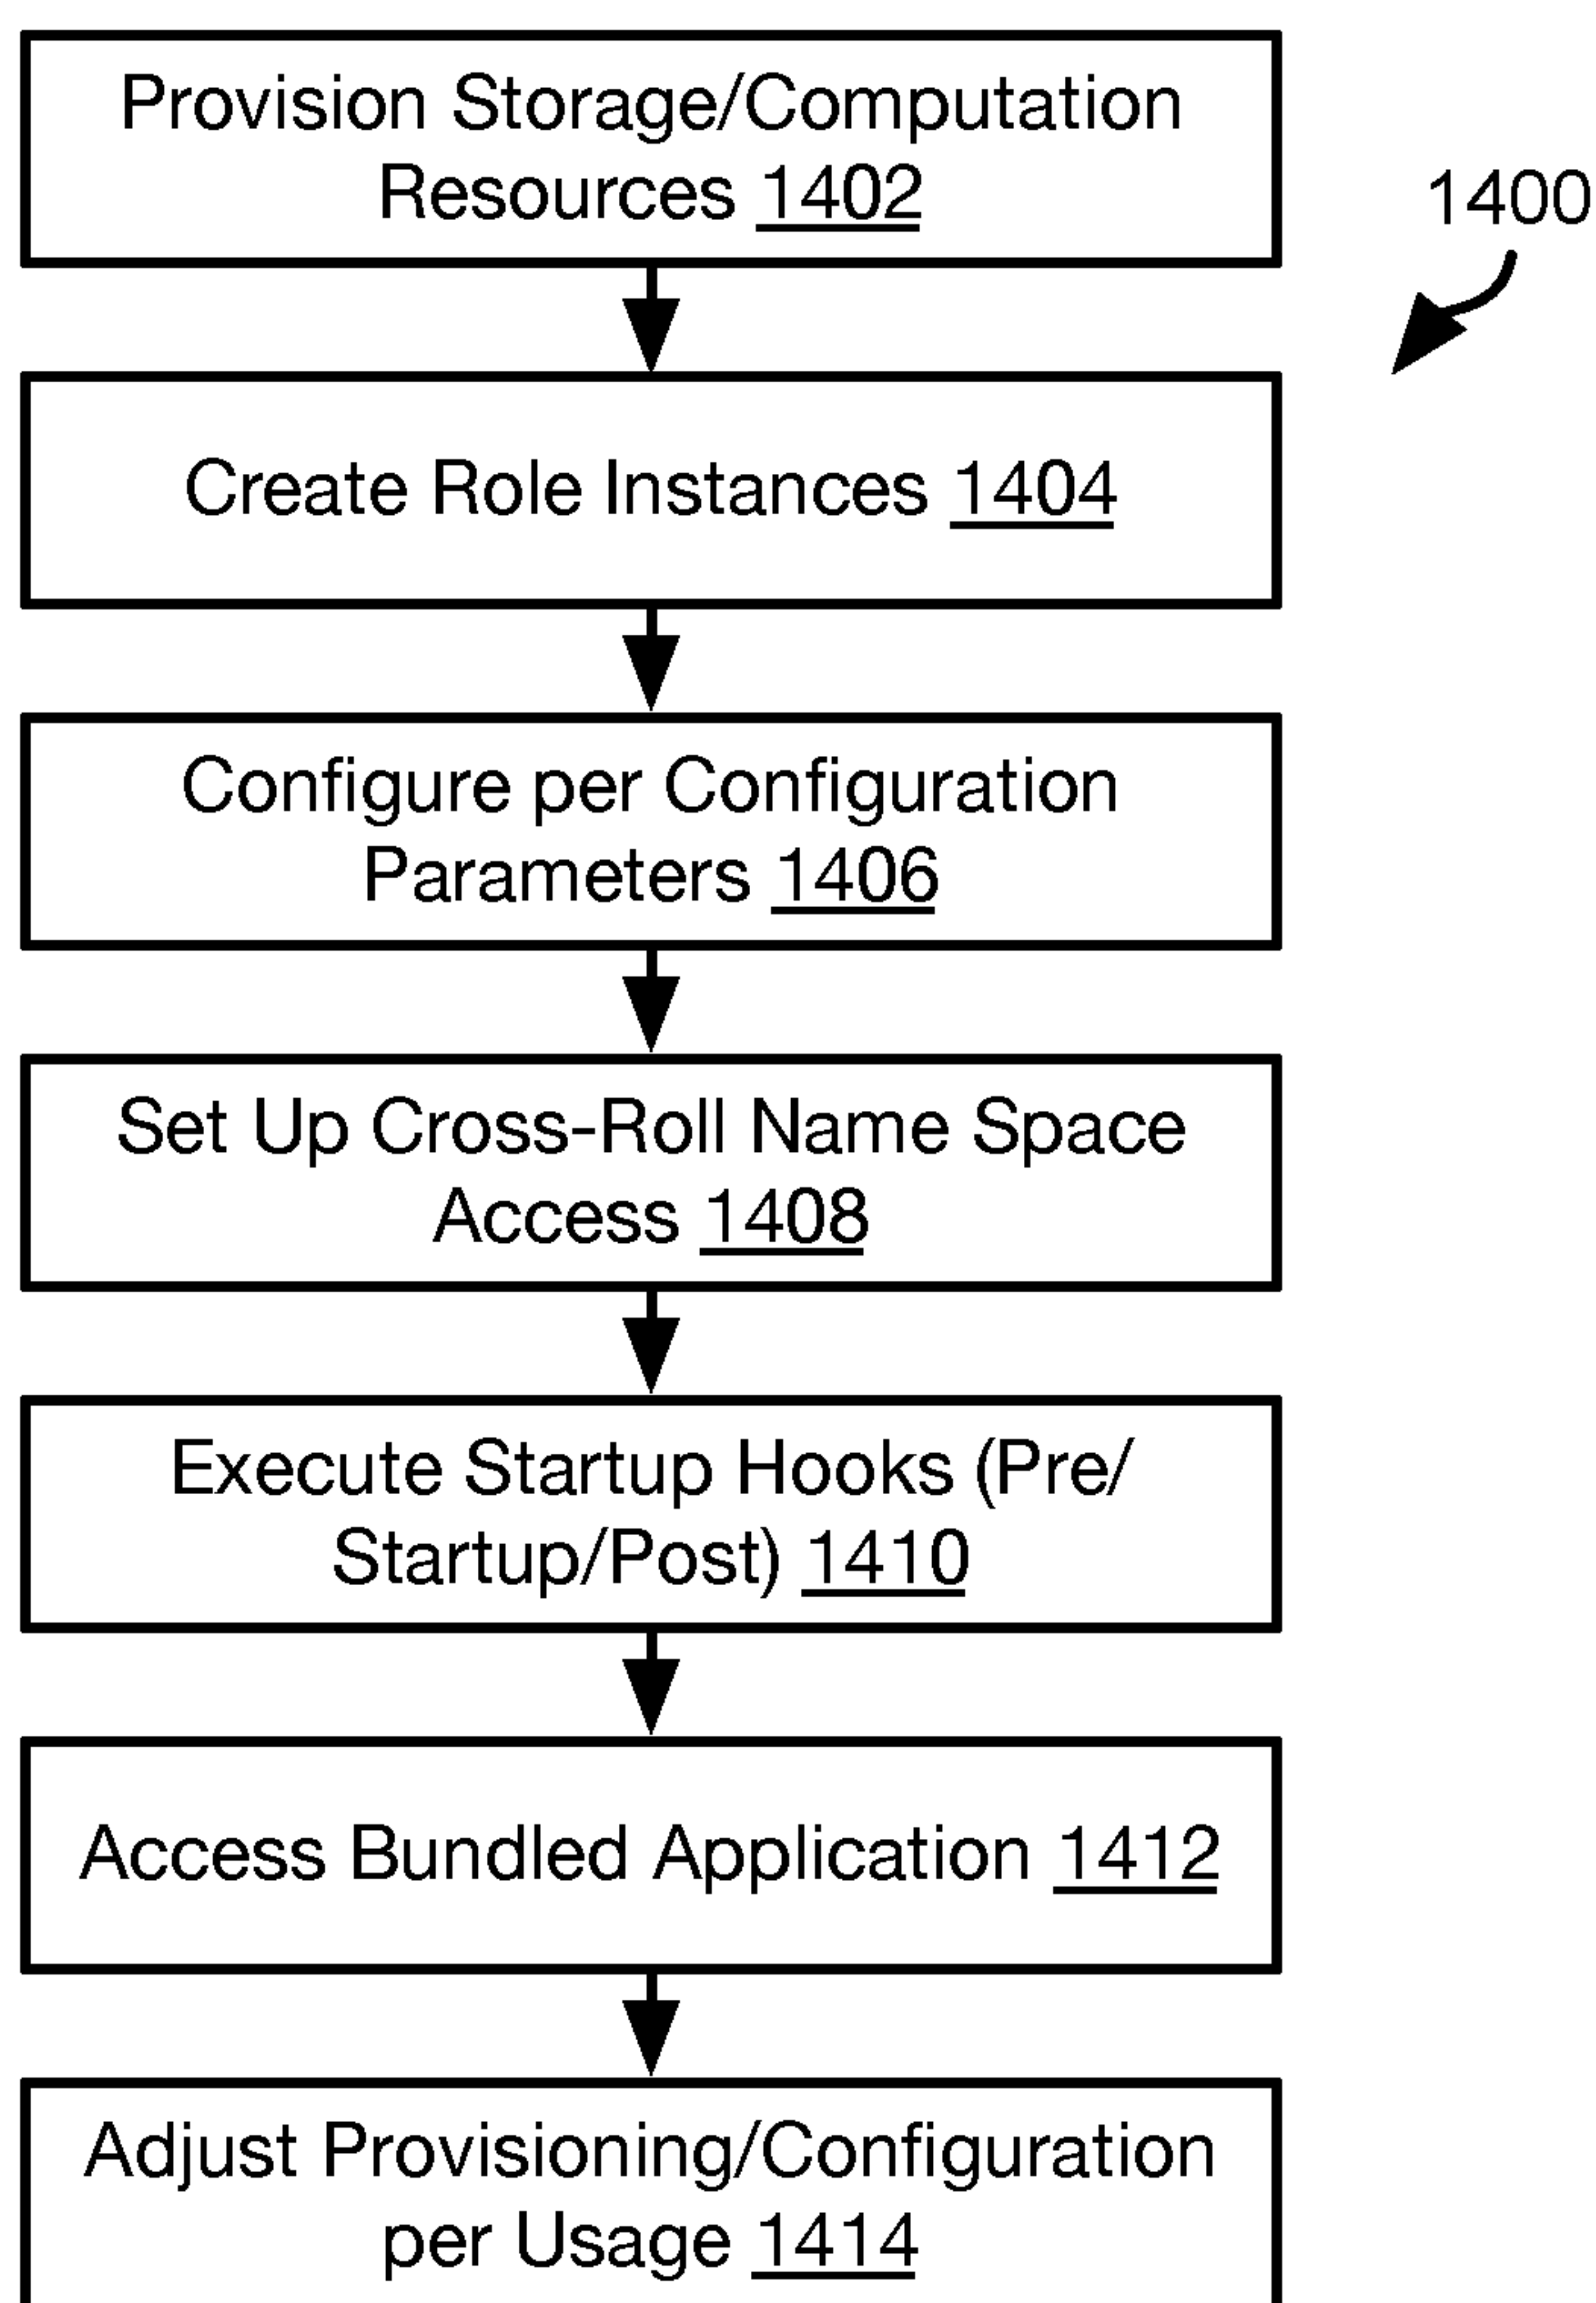 Provision Storage/Computation
Resources 1402
1400
Create Role Instances 1404
Configure per Configuration
Parameters 1406
Set Up Cross-Roll Name Space
Access 1408
Execute Startup Hooks (Pre/
Startup/Post) 1410
Access Bundled Application 1412
Adjust Provisioning/Configuration
per Usage 1414